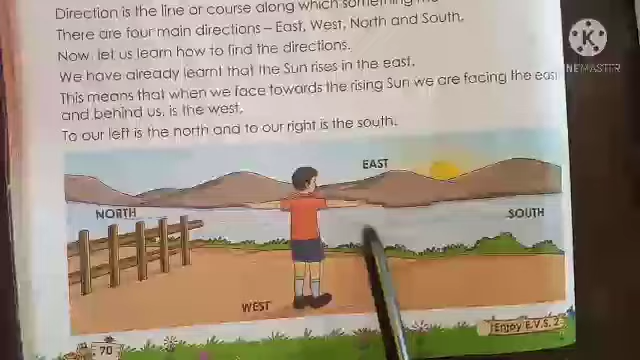 Direction is the line or course along which something
There are four main directions – East, West, North and South.
Now, let us learn how to find the directions.
We have already learnt that the Sun rises in the east.
This means that when we face towards the rising Sun we are facing the east
and behind us, is the west.
To our left is the north and to our right is the south.
EAST
NORTH
SOUTH
WEST
70
Enjoy E.V.S. 2
K
NEMASTER